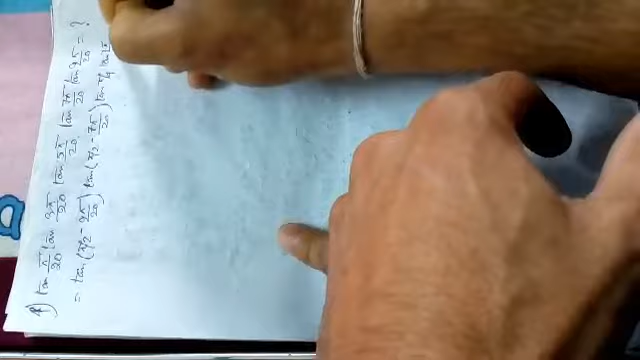 f) tan π/20 tan 3π/20 tan 5π/20 tan 7π/20 tan 9π/20 = ?
= tan (π/2 - 9π/20) tan (π/2 - 7π/20) tan π/4 tan